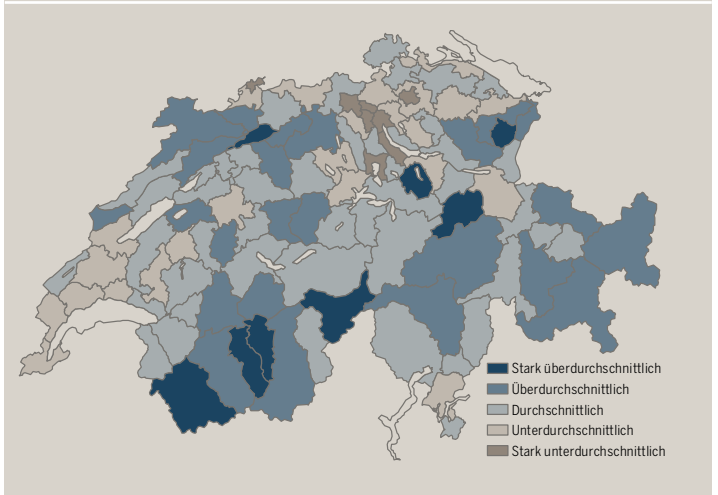 Stark überdurchschnittlich
Überdurchschnittlich
Durchschnittlich
Unterdurchschnittlich
Stark unterdurchschnittlich